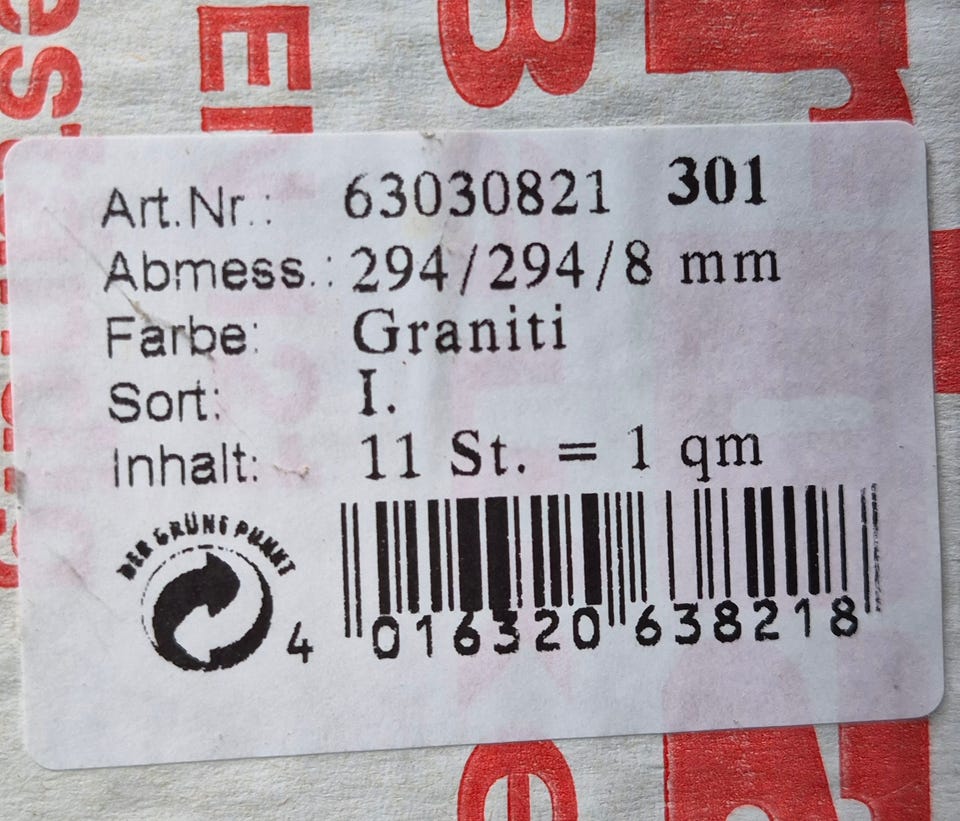 Art.Nr.: 63030821 301
Abmess.: 294/294/8 mm
Farbe: Graniti
Sort: I.
Inhalt: 11 St. = 1 qm
DER GRÜNE PUNKT
4 016320 638218